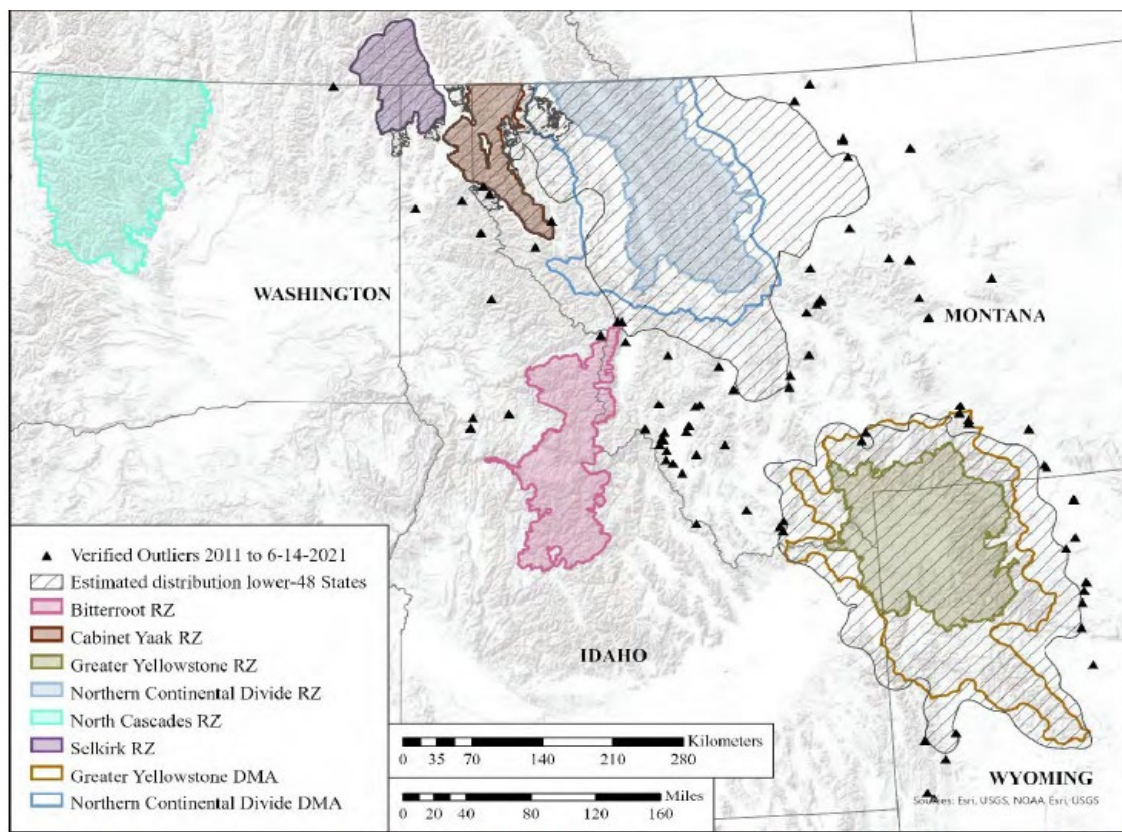 WASHINGTON
MONTANA
IDAHO
WYOMING
Verified Outliers 2011 to 6-14-2021
Estimated distribution lower-48 States
Bitterroot RZ
Cabinet Yaak RZ
Greater Yellowstone RZ
Northern Continental Divide RZ
North Cascades RZ
Selkirk RZ
Greater Yellowstone DMA
Northern Continental Divide DMA
Kilometers
0 35 70 140 210 280
Miles
0 20 40 80 120 160
Sources: Esri, USGS, NOAA, Esri, USGS